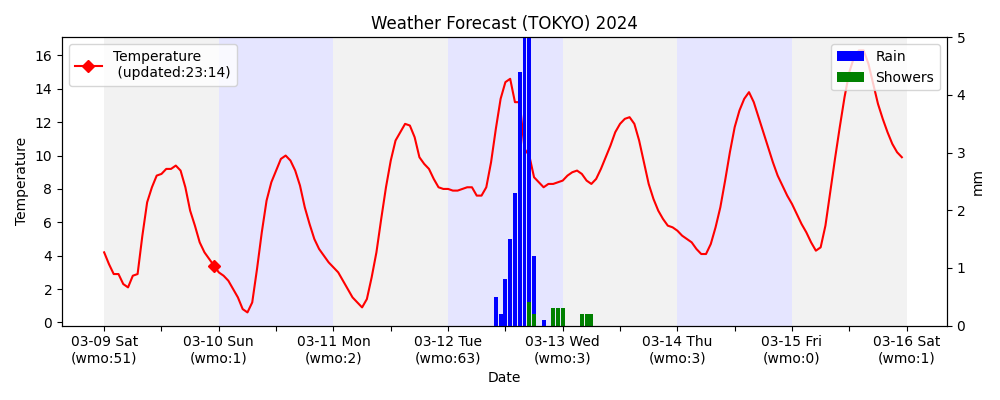 Weather Forecast (TOKYO) 2024
Temperature
(updated:23:14)
Rain
Showers
Temperature
16
14
12
10
8
6
4
2
0
5
4
3
2
1
0
mm
03-09 Sat
(wmo:51)
03-10 Sun
(wmo:1)
03-11 Mon
(wmo:2)
03-12 Tue
(wmo:63)
03-13 Wed
(wmo:3)
03-14 Thu
(wmo:3)
03-15 Fri
(wmo:0)
03-16 Sat
(wmo:1)
Date